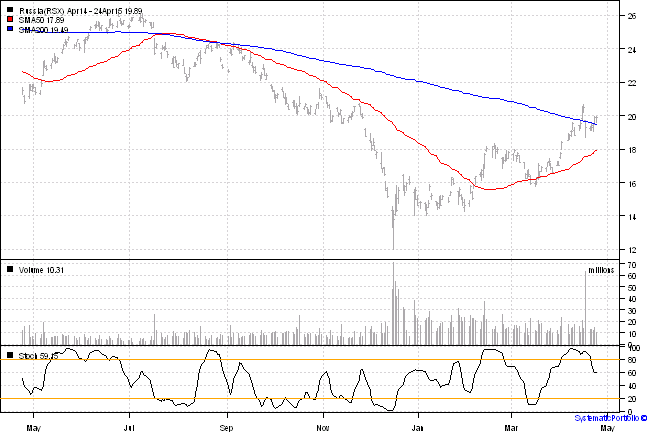 Russia(RSX) Apr14 - 24Apr15 19.89
SMA50 17.89
SMA200 19.49
26
24
22
20
18
16
14
12
Volume 10.31
millions
70
60
50
40
30
20
10
0
Stoch 59.15
100
80
60
40
20
0
May Jul Sep Nov Jan Mar May
SystematicPortfolio ©